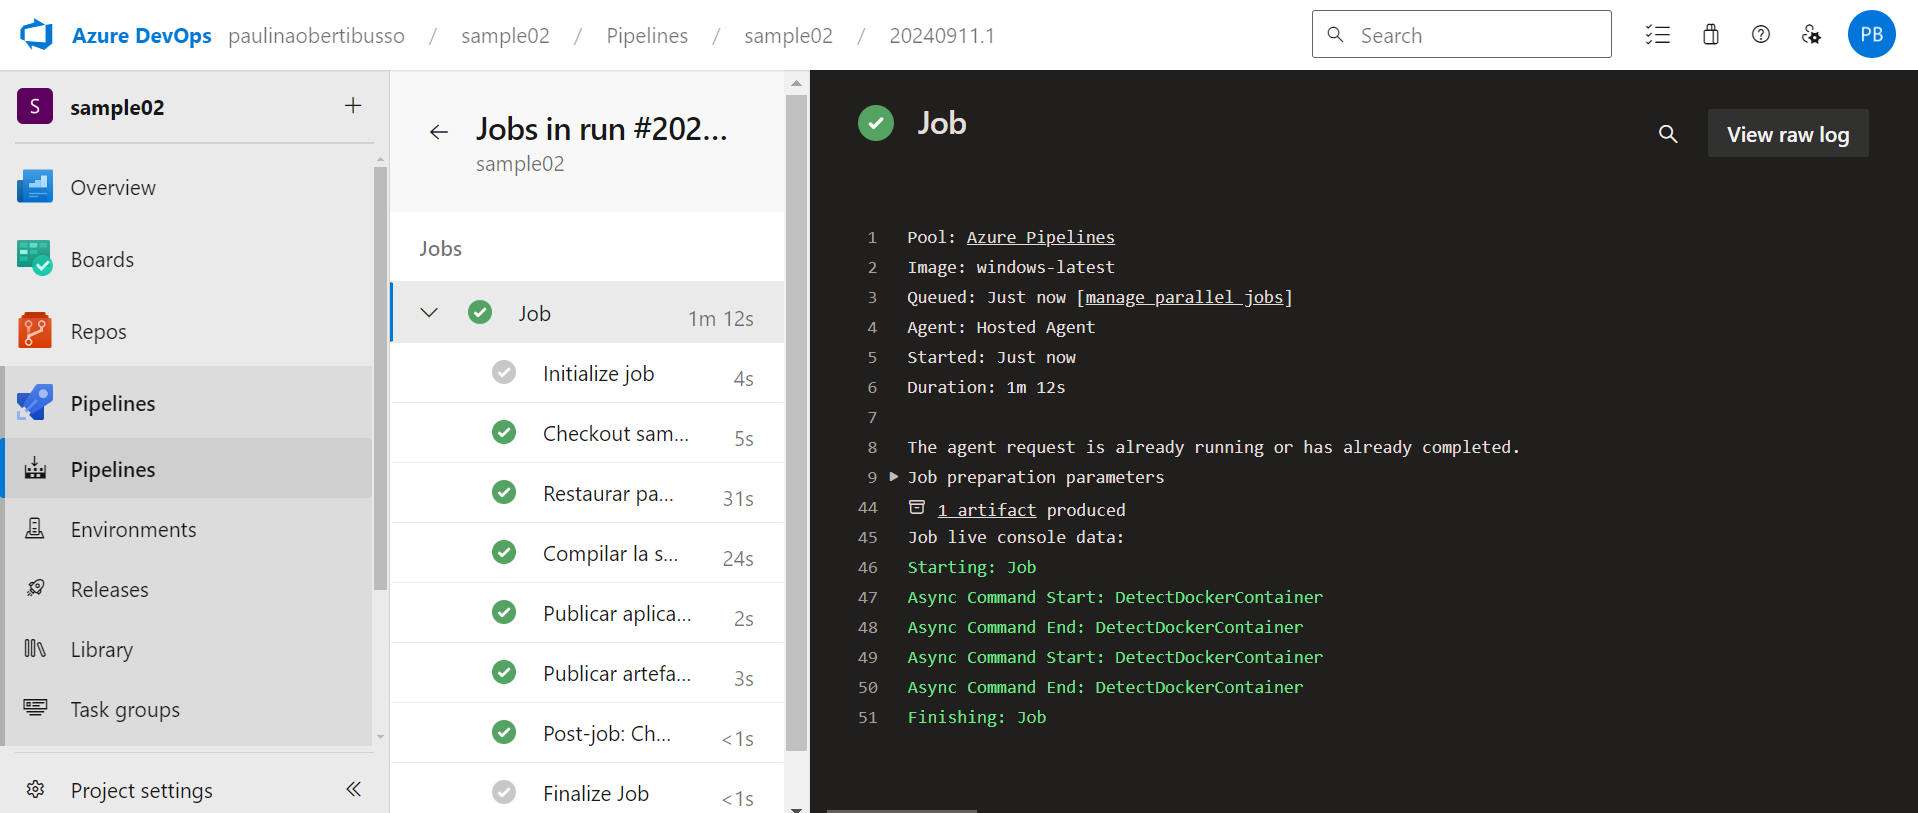 Azure DevOps paulinaobertibusso / sample02 / Pipelines / sample02 / 20240911.1
Search
PB
S sample02
Overview
Boards
Repos
Pipelines
Pipelines
Environments
Releases
Library
Task groups
Project settings
Jobs in run #202...
sample02
Jobs
Job 1m 12s
Initialize job 4s
Checkout sam... 5s
Restaurar pa... 31s
Compilar la s... 24s
Publicar aplica... 2s
Publicar artefa... 3s
Post-job: Ch... <1s
Finalize Job <1s
Job
View raw log
1 Pool: Azure Pipelines
2 Image: windows-latest
3 Queued: Just now [manage parallel jobs]
4 Agent: Hosted Agent
5 Started: Just now
6 Duration: 1m 12s
7
8 The agent request is already running or has already completed.
9 Job preparation parameters
44 1 artifact produced
45 Job live console data:
46 Starting: Job
47 Async Command Start: DetectDockerContainer
48 Async Command End: DetectDockerContainer
49 Async Command Start: DetectDockerContainer
50 Async Command End: DetectDockerContainer
51 Finishing: Job